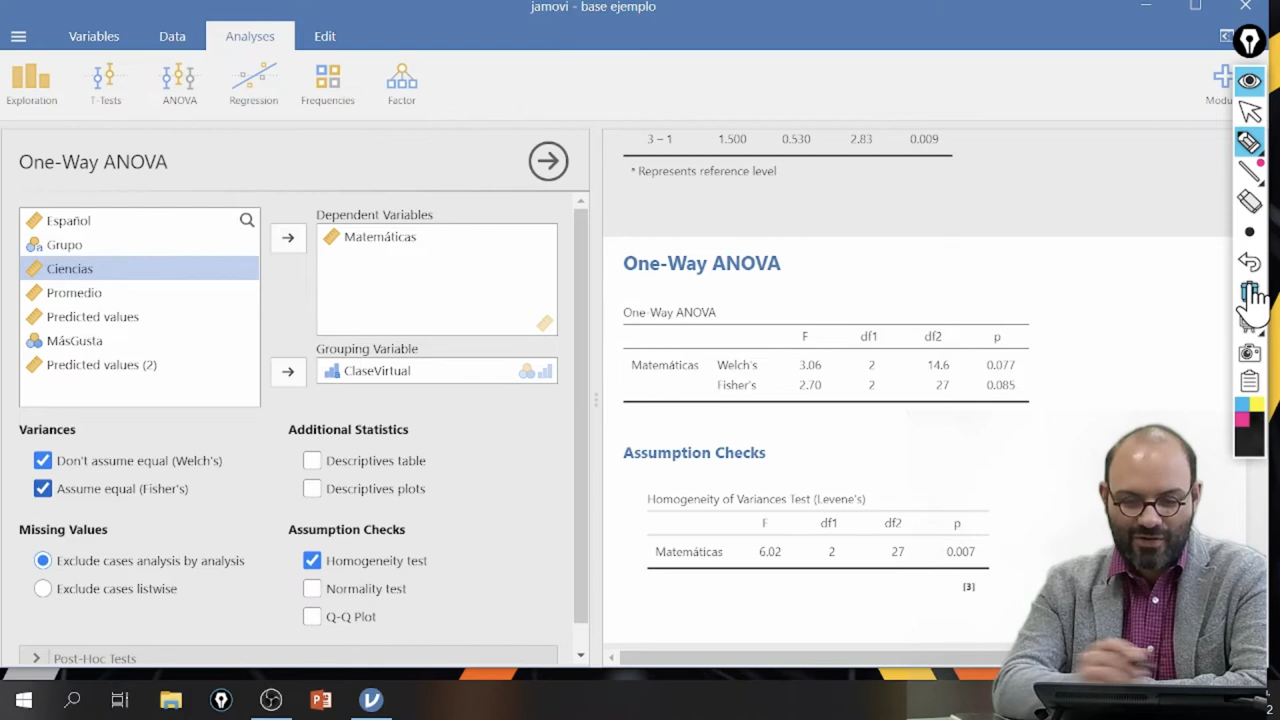 jamovi - base ejemplo
Variables Data Analyses Edit
Exploration T-Tests ANOVA Regression Frequencies Factor
One-Way ANOVA
Español
Grupo
Ciencias
Promedio
Predicted values
MásGusta
Predicted values (2)
Dependent Variables
Matemáticas
Grouping Variable
ClaseVirtual
Variances
Don't assume equal (Welch's)
Assume equal (Fisher's)
Additional Statistics
Descriptives table
Descriptives plots
Missing Values
Exclude cases analysis by analysis
Exclude cases listwise
Assumption Checks
Homogeneity test
Normality test
Q-Q Plot
Post-Hoc Tests
3 – 1 1.500 0.530 2.83 0.009
* Represents reference level
One-Way ANOVA
One-Way ANOVA
F df1 df2 p
Matemáticas Welch's 3.06 2 14.6 0.077
Fisher's 2.70 2 27 0.085
Assumption Checks
Homogeneity of Variances Test (Levene's)
F df1 df2 p
Matemáticas 6.02 2 27 0.007
[3]